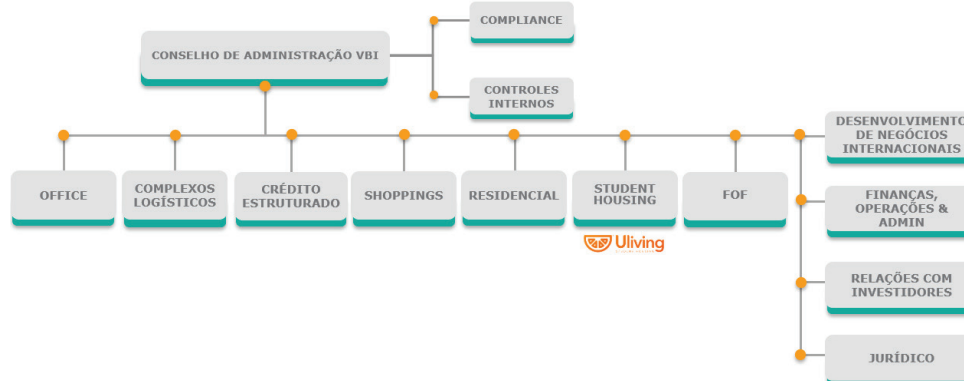 COMPLIANCE
CONSELHO DE ADMINISTRAÇÃO VBI
CONTROLES
INTERNOS
DESENVOLVIMENTO
DE NEGÓCIOS
INTERNACIONAIS
OFFICE
COMPLEXOS
LOGÍSTICOS
CRÉDITO
ESTRUTURADO
SHOPPINGS
RESIDENCIAL
STUDENT
HOUSING
FOF
FINANÇAS,
OPERAÇÕES &
ADMIN
Uliving
RELAÇÕES COM
INVESTIDORES
JURÍDICO